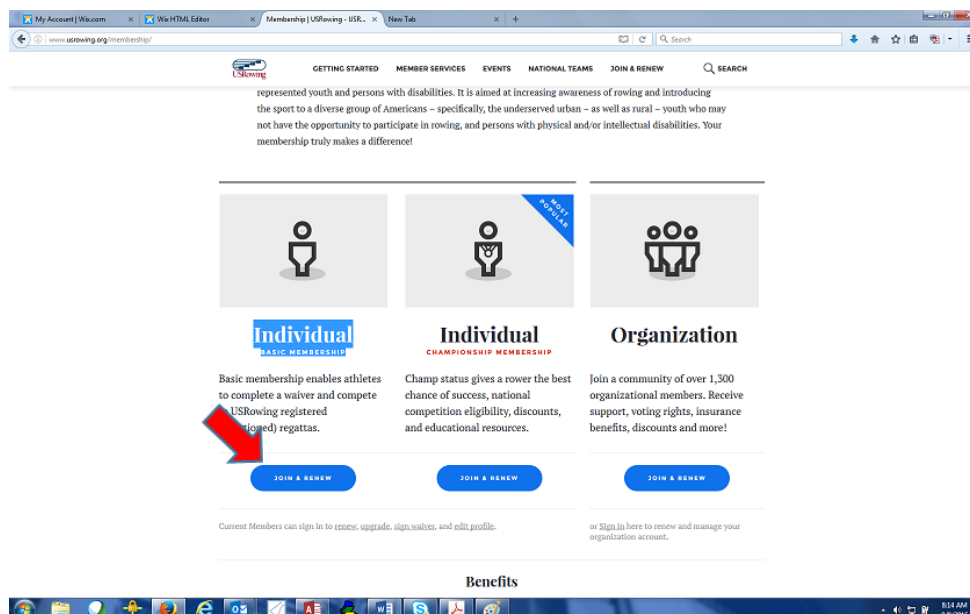 My Account | Wix.com
Wix HTML Editor
Membership | USRowing - USR...
New Tab
www.usrowing.org/membership/
Search
USRowing
GETTING STARTED
MEMBER SERVICES
EVENTS
NATIONAL TEAMS
JOIN & RENEW
SEARCH
represented youth and persons with disabilities. It is aimed at increasing awareness of rowing and introducing
the sport to a diverse group of Americans – specifically, the underserved urban – as well as rural – youth who may
not have the opportunity to participate in rowing, and persons with physical and/or intellectual disabilities. Your
membership truly makes a difference!
MOST
POPULAR
Individual
BASIC MEMBERSHIP
Basic membership enables athletes
to complete a waiver and compete
USRowing registered
regattas.
JOIN & RENEW
Individual
CHAMPIONSHIP MEMBERSHIP
Champ status gives a rower the best
chance of success, national
competition eligibility, discounts,
and educational resources.
JOIN & RENEW
Organization
Join a community of over 1,300
organizational members. Receive
support, voting rights, insurance
benefits, discounts and more!
JOIN & RENEW
Current Members can sign in to renew, upgrade, sign waiver, and edit profile.
or Sign in here to renew and manage your
organization account.
Benefits
8:14 AM